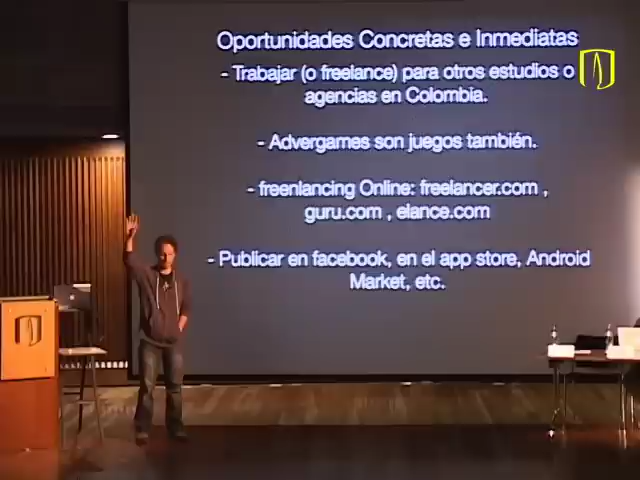 Oportunidades Concretas e Inmediatas
- Trabajar (o freelance) para otros estudios o
agencias en Colombia.
- Advergames son juegos también.
- freenlancing Online: freelancer.com ,
guru.com , elance.com
- Publicar en facebook, en el app store, Android
Market, etc.